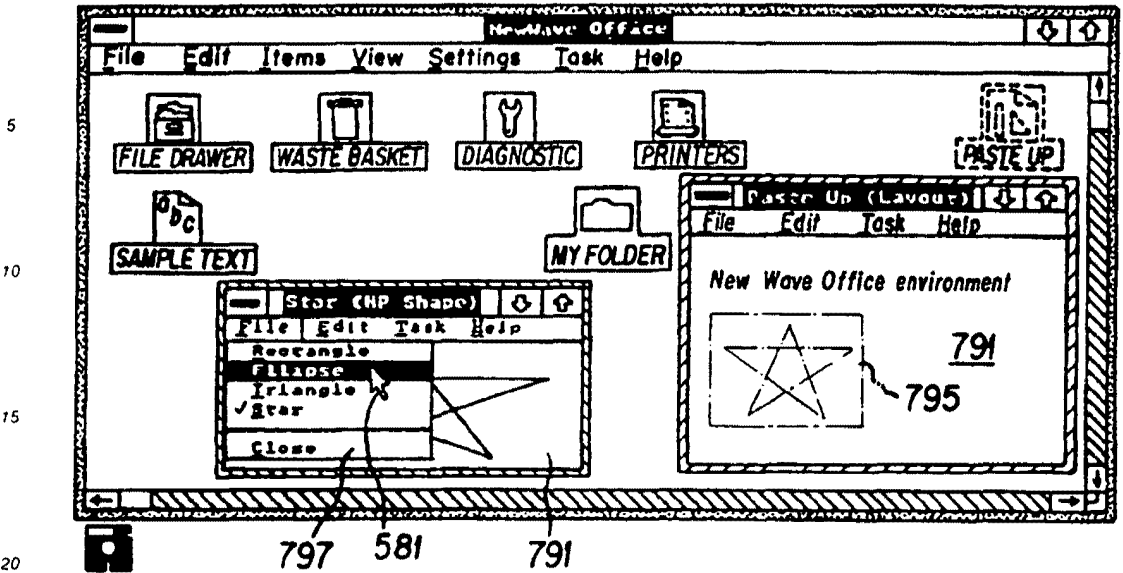 NewWave Office
File Edit Items View Settings Task Help
5
FILE DRAWER WASTE BASKET DIAGNOSTIC PRINTERS PASTE UP
Paste Up (Layout)
abc
File Edit Task Help
SAMPLE TEXT MY FOLDER
10
New Wave Office environment
Star (HP Shape)
File Edit Task Help
Rectangle
Ellipse
Triangle
✓ Star
Close
791
795
15
797 581 791
20